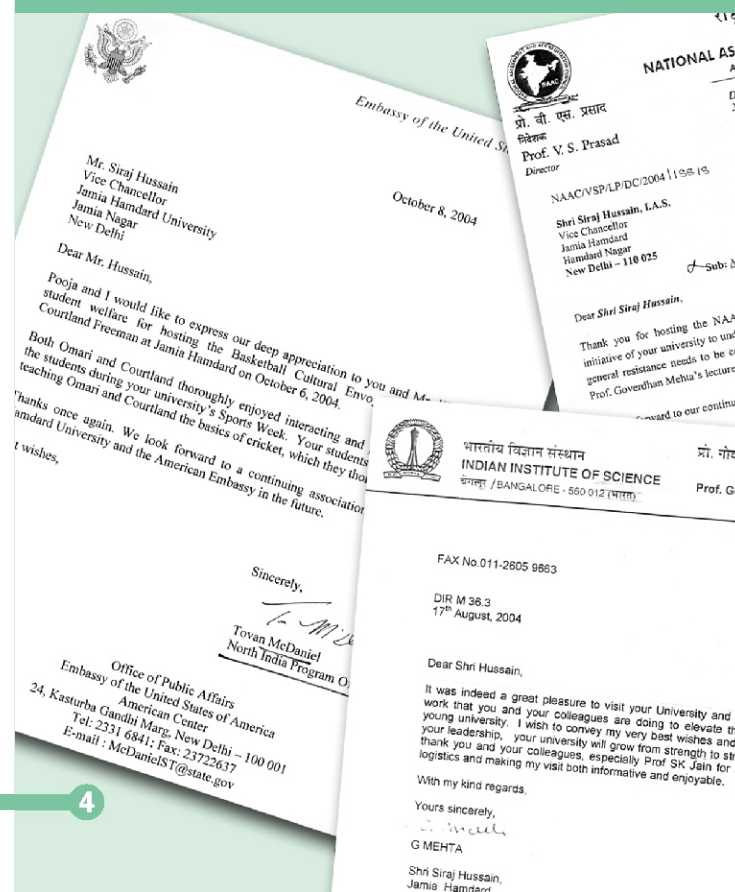 Embassy of the United
October 8, 2004
Mr. Siraj Hussain
Vice Chancellor
Jamia Hamdard University
Jamia Nagar
New Delhi
Dear Mr. Hussain,
Pooja and I would like to express our deep appreciation to you and
student welfare for hosting the Basketball Cultural
Courtland Freeman at Jamia Hamdard on October 6, 2004.
Both Omari and Courtland thoroughly enjoyed interacting and
the students during your university's Sports Week. Your students
teaching Omari and Courtland the basics of cricket, which they
hanks once again. We look forward to a continuing association
amdard University and the American Embassy in the future.
t wishes,
Sincerely,
Tovan McDaniel
North India Program O
Office of Public Affairs
Embassy of the United States of America
American Center
24, Kasturba Gandhi Marg, New Delhi – 100 001
Tel: 2331 6841; Fax: 23722637
E-mail : McDanielST@state.gov
4
NATIONAL AS
प्रो. वी. एस. प्रसाद
निदेशक
Prof. V. S. Prasad
Director
NAAC/VSP/LP/DC/2004
Shri Siraj Hussain, I.A.S.
Vice Chancellor
Jamia Hamdard
Hamdard Nagar
New Delhi – 110 025
Sub:
Dear Shri Siraj Hussain,
Thank you for hosting the NAA
initiative of your university to und
general resistance needs to be c
Prof. Goverdhan Mehta's lecture
ward to our continu
भारतीय विज्ञान संस्थान
INDIAN INSTITUTE OF SCIENCE
बंगलूर / BANGALORE - 560 012 (भारत)
प्रो. गोव
Prof. G
FAX No.011-2605 9663
DIR M 36.3
17th August, 2004
Dear Shri Hussain,
It was indeed a great pleasure to visit your University and
work that you and your colleagues are doing to elevate th
young university. I wish to convey my very best wishes and
your leadership, your university will grow from strength to str
thank you and your colleagues, especially Prof SK Jain for
logistics and making my visit both informative and enjoyable.
With my kind regards,
Yours sincerely,
G MEHTA
Shri Siraj Hussain,
Jamia Hamdard